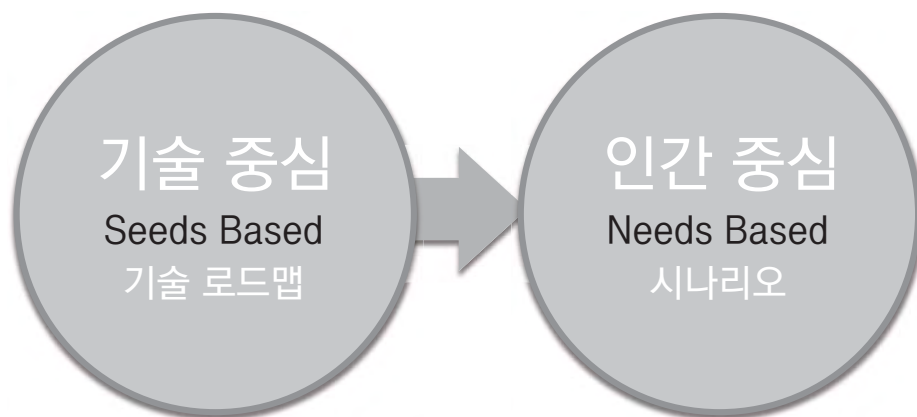 기술 중심
Seeds Based
기술 로드맵
인간 중심
Needs Based
시나리오